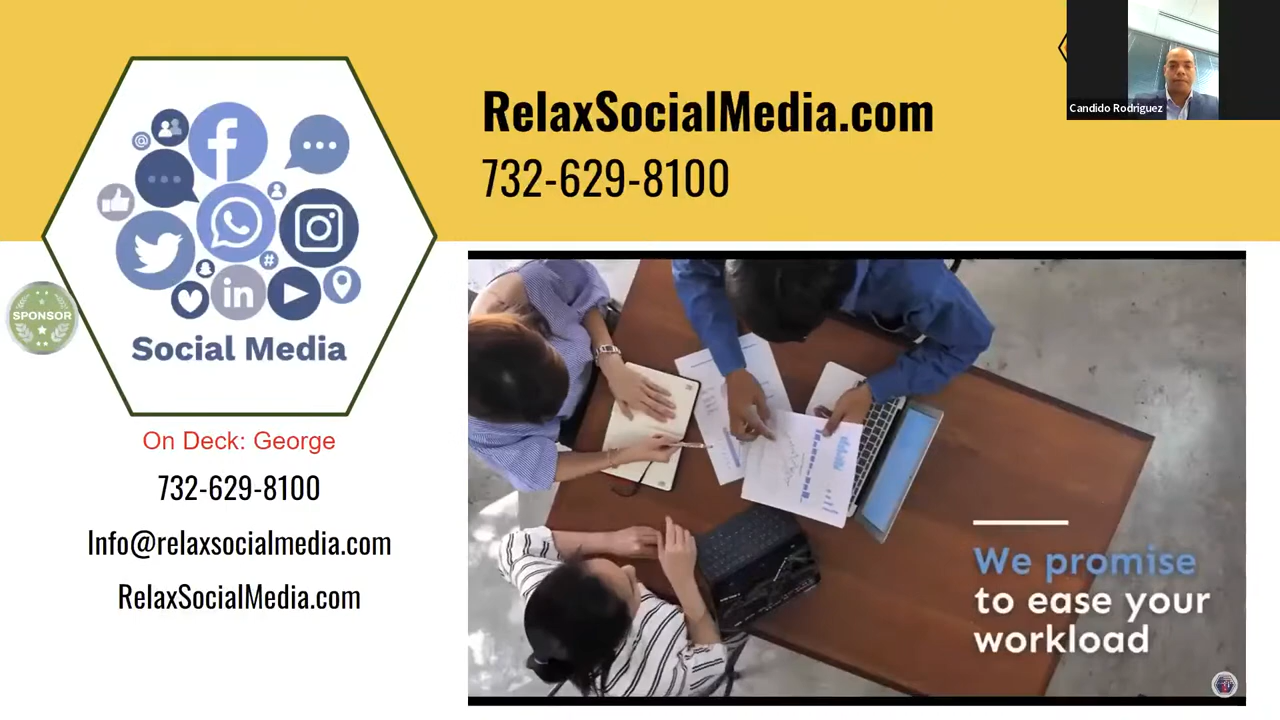 RelaxSocialMedia.com
732-629-8100
Candido Rodriguez
@
#
in
Social Media
SPONSOR
On Deck: George
732-629-8100
Info@relaxsocialmedia.com
RelaxSocialMedia.com
We promise
to ease your
workload